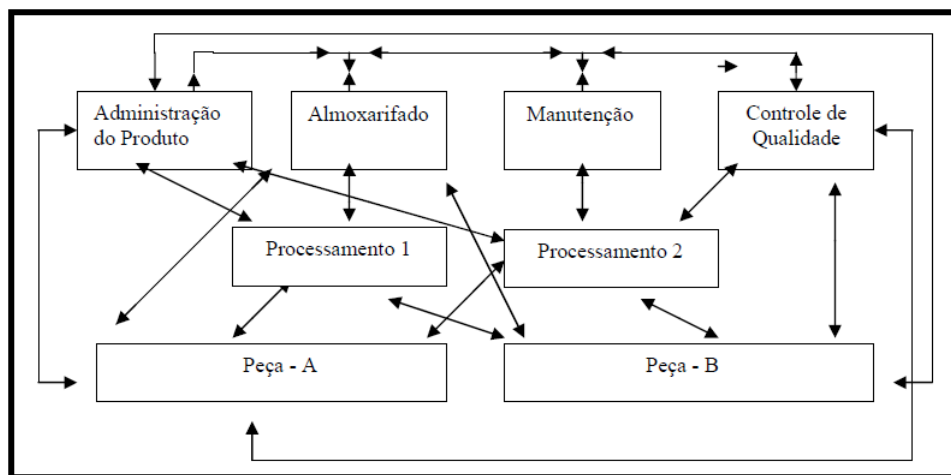 Administração
do Produto
Almoxarifado
Manutenção
Controle de
Qualidade
Processamento 1
Processamento 2
Peça - A
Peça - B